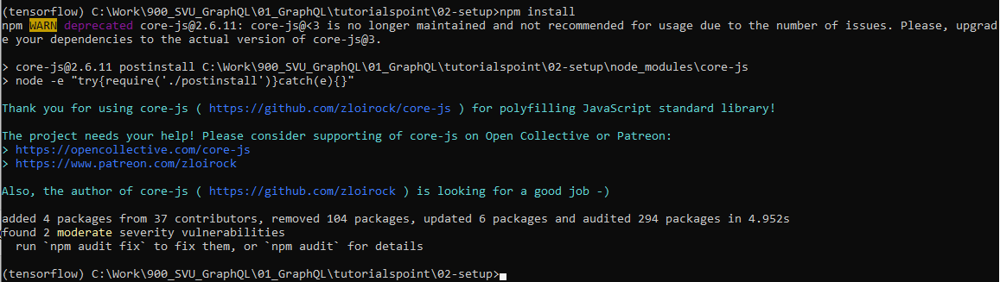 (tensorflow) C:\Work\900_SVU_GraphQL\01_GraphQL\tutorialspoint\02-setup>npm install
npm WARN deprecated core-js@2.6.11: core-js@<3 is no longer maintained and not recommended for usage due to the number of issues. Please, upgrad
e your dependencies to the actual version of core-js@3.
> core-js@2.6.11 postinstall C:\Work\900_SVU_GraphQL\01_GraphQL\tutorialspoint\02-setup\node_modules\core-js
> node -e "try{require('./postinstall')}catch(e){}"
Thank you for using core-js ( https://github.com/zloirock/core-js ) for polyfilling JavaScript standard library!
The project needs your help! Please consider supporting of core-js on Open Collective or Patreon:
> https://opencollective.com/core-js
> https://www.patreon.com/zloirock
Also, the author of core-js ( https://github.com/zloirock ) is looking for a good job -)
added 4 packages from 37 contributors, removed 104 packages, updated 6 packages and audited 294 packages in 4.952s
found 2 moderate severity vulnerabilities
run `npm audit fix` to fix them, or `npm audit` for details
(tensorflow) C:\Work\900_SVU_GraphQL\01_GraphQL\tutorialspoint\02-setup>